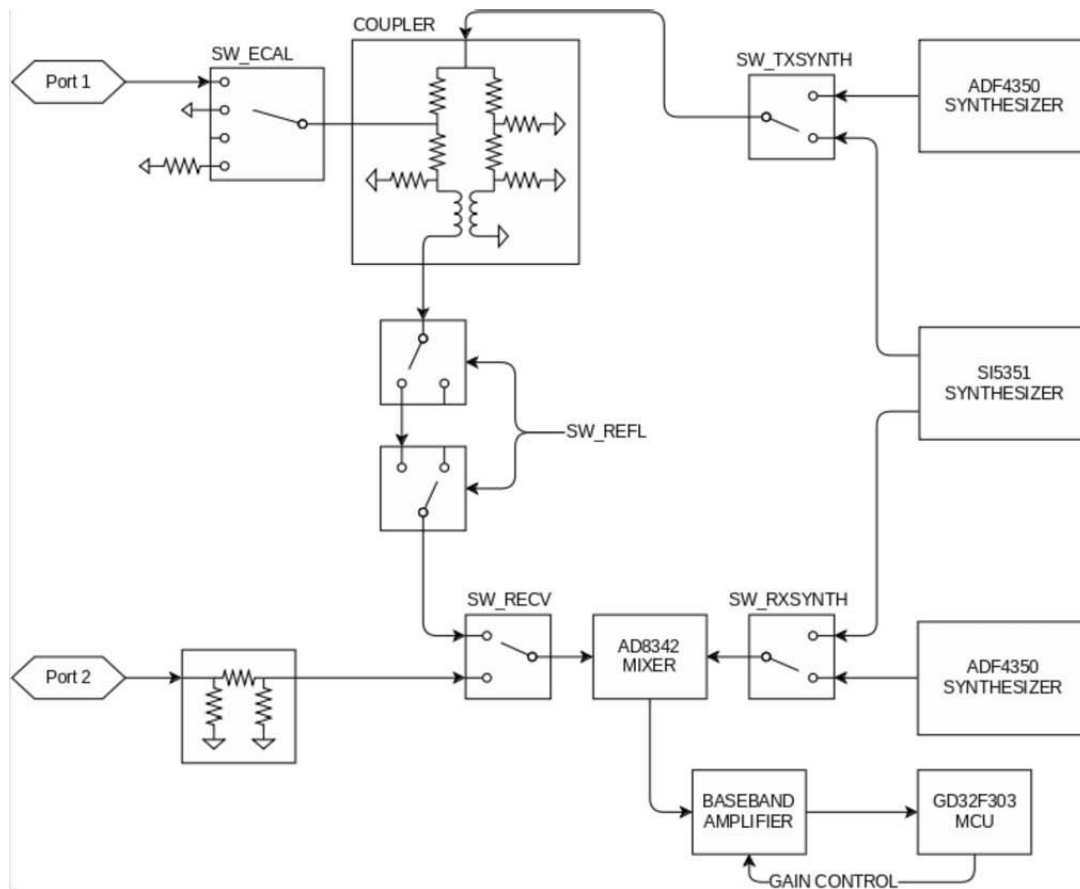 COUPLER
SW_ECAL
Port 1
SW_TXSYNTH
ADF4350
SYNTHESIZER
SI5351
SYNTHESIZER
SW_REFL
SW_RECV
SW_RXSYNTH
AD8342
MIXER
ADF4350
SYNTHESIZER
Port 2
BASEBAND
AMPLIFIER
GD32F303
MCU
GAIN CONTROL